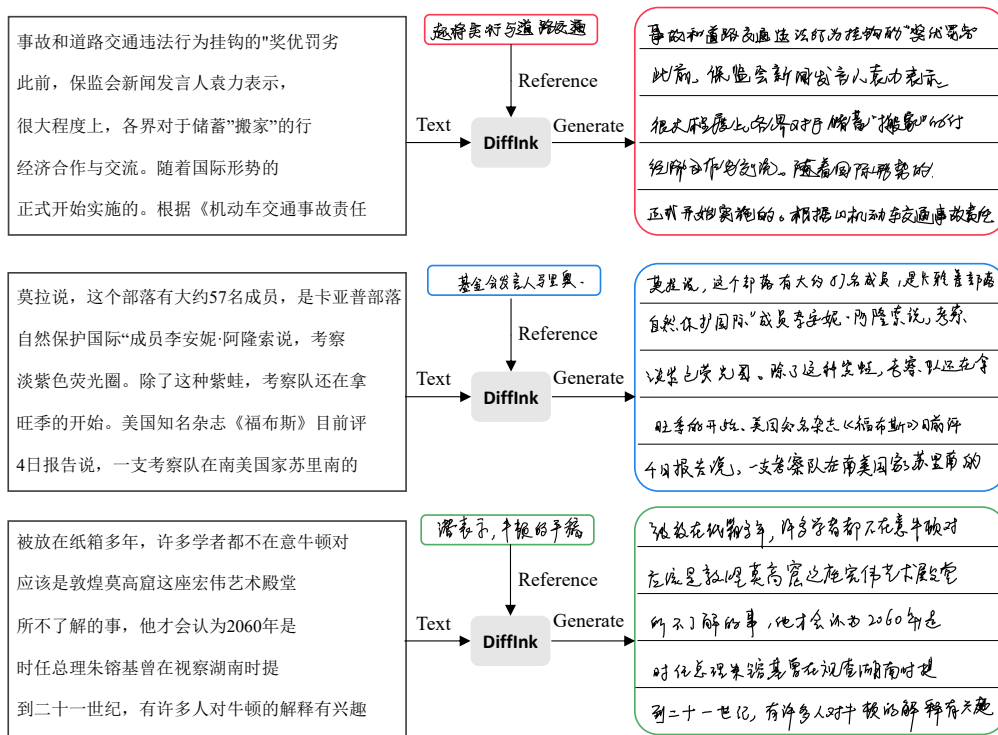 事故和道路交通违法行为挂钩的"奖优罚劣
此前，保监会新闻发言人袁力表示，
很大程度上，各界对于储蓄”搬家”的行
经济合作与交流。随着国际形势的
正式开始实施的。根据《机动车交通事故责任
Text
Reference
DiffInk
Generate
事故和道路交通违法行为挂钩的"奖优罚劣
此前，保监会新闻发言人袁力表示，
很大程度上，各界对于储蓄"搬家"的行
经济合作与交流。随着国际形势的
正式开始实施的。根据《机动车交通事故责任
莫拉说，这个部落有大约57名成员，是卡亚普部落
自然保护国际“成员李安妮·阿隆索说，考察
淡紫色荧光圈。除了这种紫蛙，考察队还在拿
旺季的开始。美国知名杂志《福布斯》目前评
4日报告说，一支考察队在南美国家苏里南的
基金会发言人马里奥.
Text
Reference
DiffInk
Generate
莫拉说，这个部落有大约57名成员，是卡雅普部落
自然保护国际"成员李安妮·阿隆索说，考察
淡紫色荧光圈。除了这种紫蛙，考察队还在拿
旺季的开始、美国知名杂志《福布斯》目前评
4日报告说，一支考察队在南美国家苏里南的
被放在纸箱多年，许多学者都不在意牛顿对
应该是敦煌莫高窟这座宏伟艺术殿堂
所不了解的事，他才会认为2060年是
时任总理朱镕基曾在视察湖南时提
到二十一世纪，有许多人对牛顿的解释有兴趣
潜表示，牛顿的手稿
Text
Reference
DiffInk
Generate
被放在纸箱多年，许多学者都不在意牛顿对
应该是敦煌莫高窟这座宏伟艺术殿堂
所不了解的事，他才会认为2060年是
时任总理朱镕基曾在视查湖南时提
到二十一世纪，有许多人对牛顿的解释有兴趣